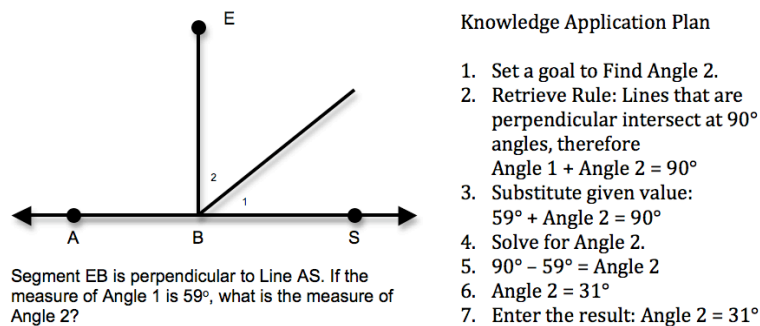 E
2
1
A
B
S
Segment EB is perpendicular to Line AS. If the
measure of Angle 1 is 59º, what is the measure of
Angle 2?
Knowledge Application Plan
1. Set a goal to Find Angle 2.
2. Retrieve Rule: Lines that are
perpendicular intersect at 90°
angles, therefore
Angle 1 + Angle 2 = 90°
3. Substitute given value:
59° + Angle 2 = 90°
4. Solve for Angle 2.
5. 90° – 59° = Angle 2
6. Angle 2 = 31°
7. Enter the result: Angle 2 = 31°